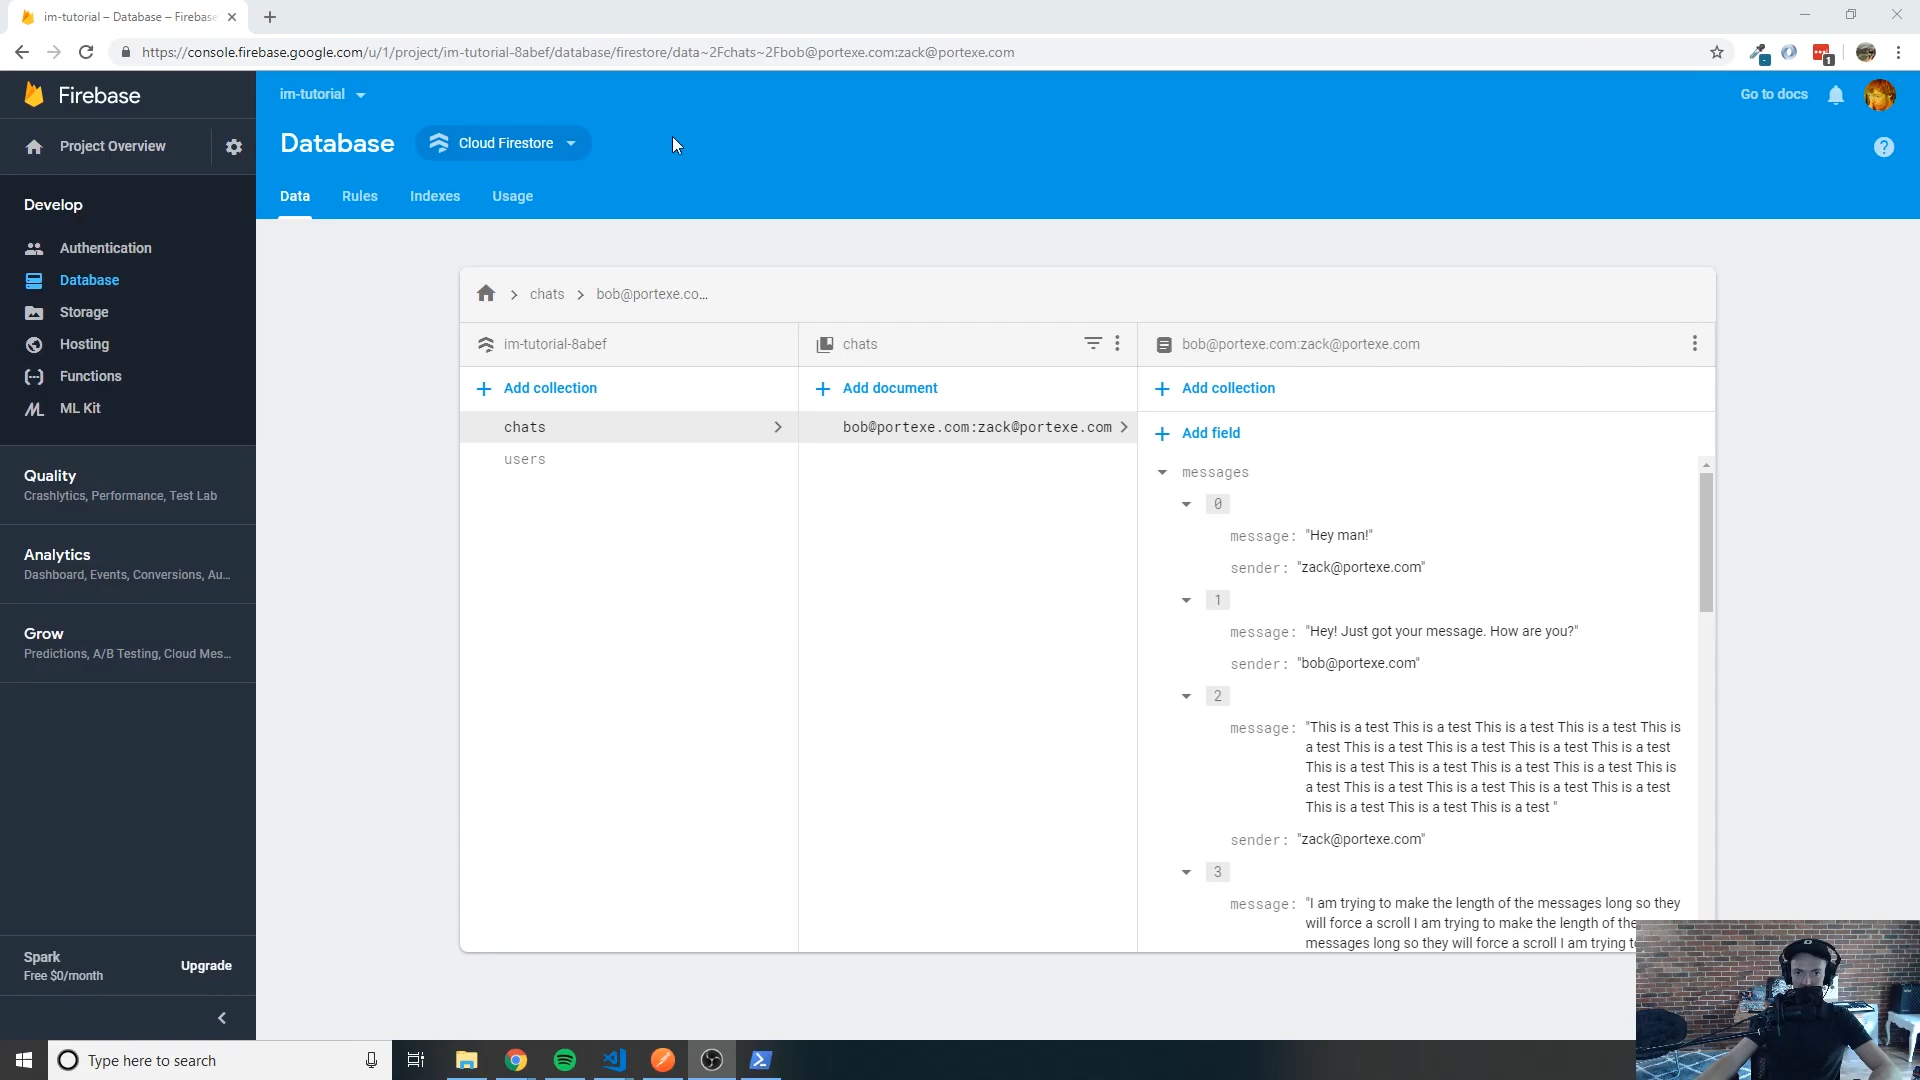 im-tutorial – Database – Firebase
https://console.firebase.google.com/u/1/project/im-tutorial-8abef/database/firestore/data~2Fchats~2Fbob@portexe.com:zack@portexe.com
1
Firebase
im-tutorial
Go to docs
Project Overview
Database
Cloud Firestore
Data
Rules
Indexes
Usage
Develop
Authentication
Database
Storage
Hosting
Functions
ML Kit
Quality
Crashlytics, Performance, Test Lab
Analytics
Dashboard, Events, Conversions, Au...
Grow
Predictions, A/B Testing, Cloud Mes...
Spark
Free $0/month
Upgrade
chats
bob@portexe.co...
im-tutorial-8abef
chats
bob@portexe.com:zack@portexe.com
Add collection
Add document
Add collection
chats
users
bob@portexe.com:zack@portexe.com
Add field
messages
0
message: "Hey man!"
sender: "zack@portexe.com"
1
message: "Hey! Just got your message. How are you?"
sender: "bob@portexe.com"
2
message: "This is a test This is a test This is a test This is a test This is
a test This is a test This is a test This is a test This is a test
This is a test This is a test This is a test This is a test This is
a test This is a test This is a test This is a test This is a test
This is a test This is a test This is a test "
sender: "zack@portexe.com"
3
message: "I am trying to make the length of the messages long so they
will force a scroll I am trying to make the length of the
messages long so they will force a scroll I am trying
Type here to search